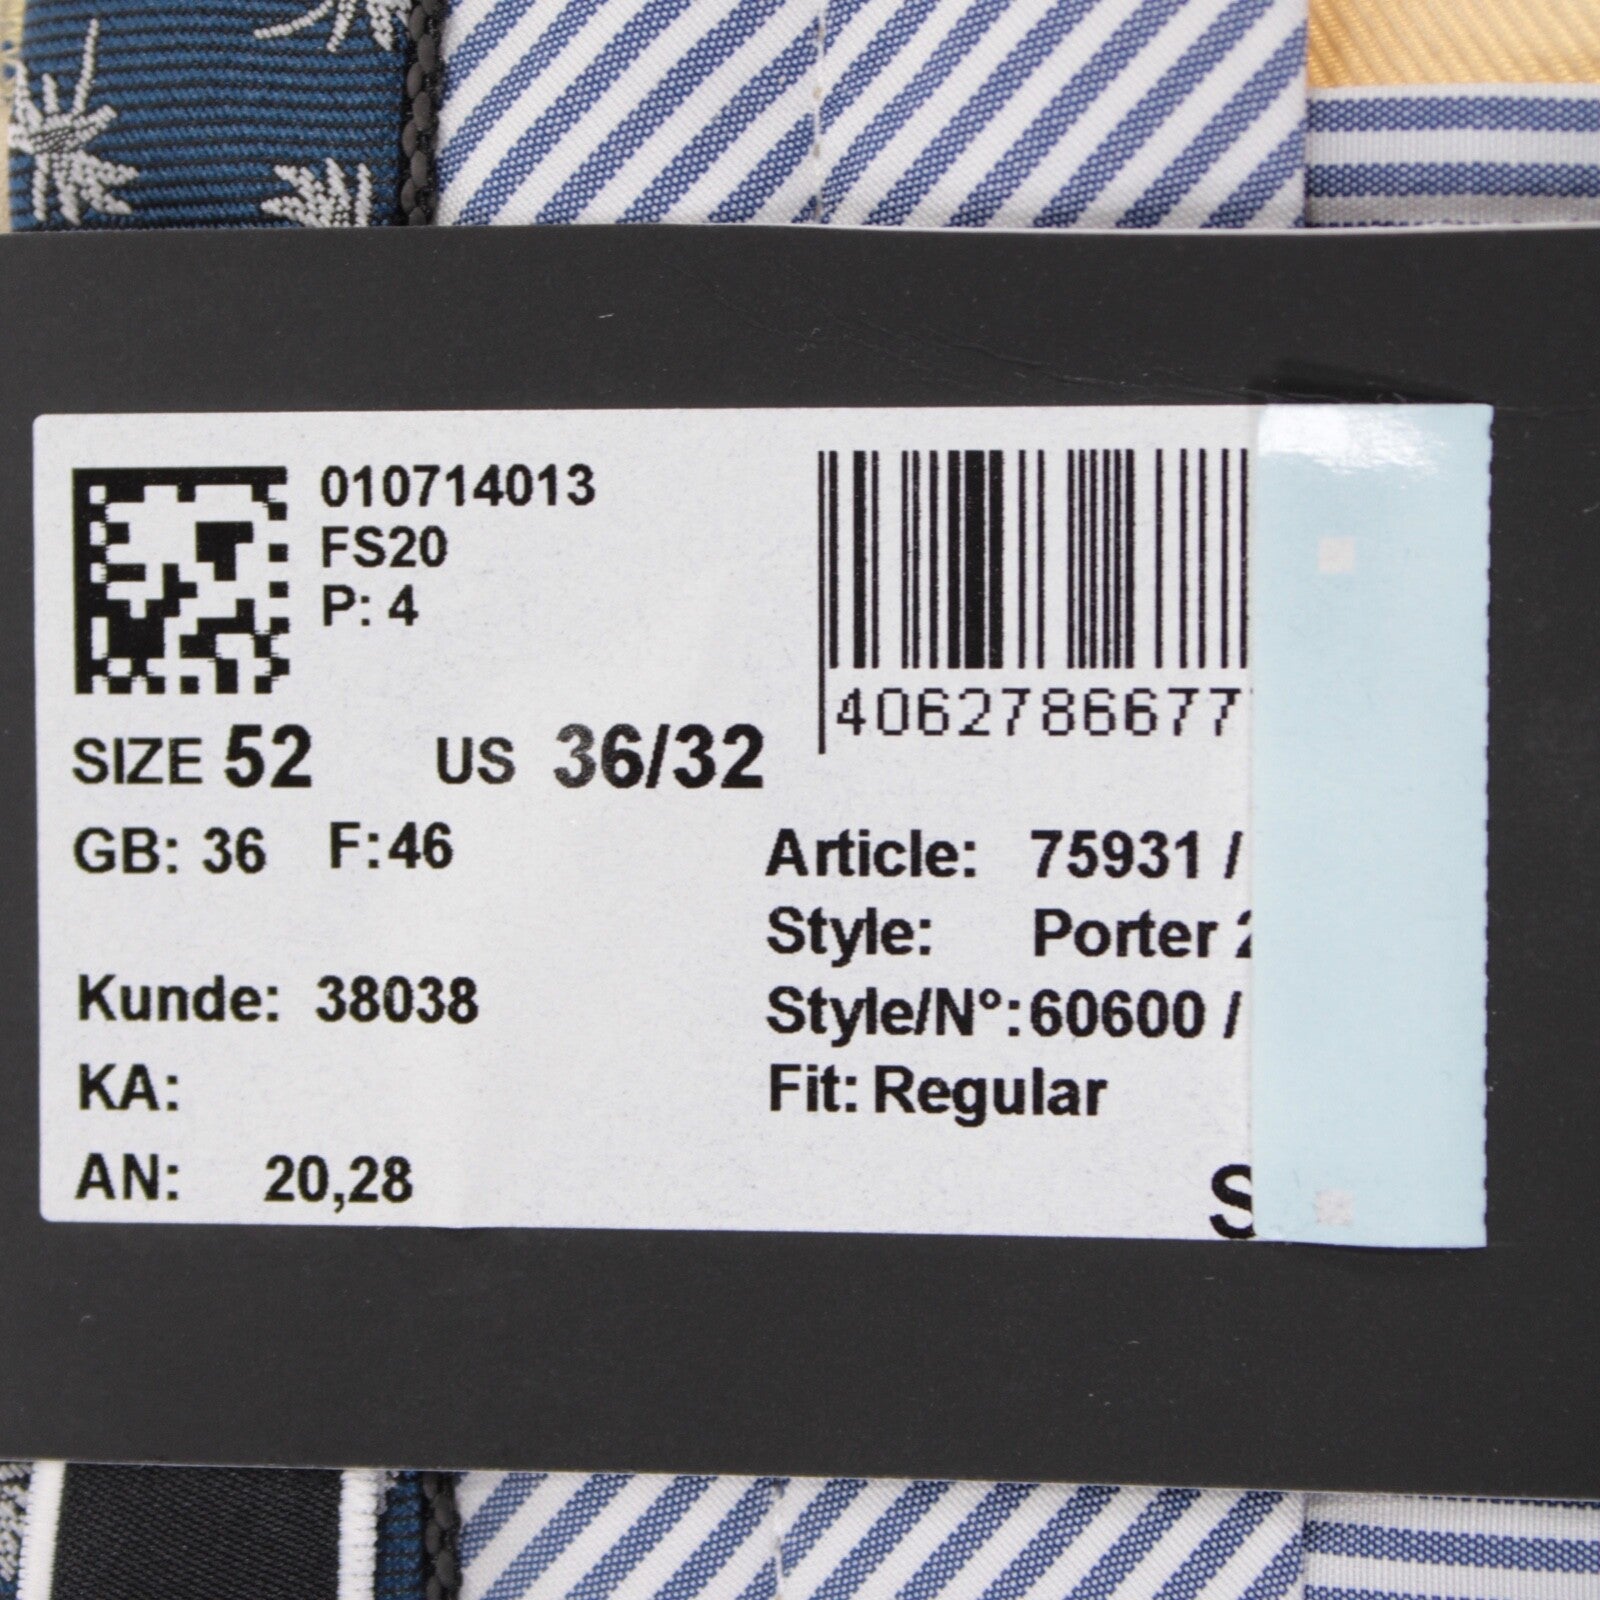 010714013
FS20
P: 4
40627866777
SIZE 52 US 36/32
GB: 36 F:46
Article: 75931 /
Style: Porter
Style/N°:60600 /
Kunde: 38038
Fit: Regular
KA:
AN: 20,28